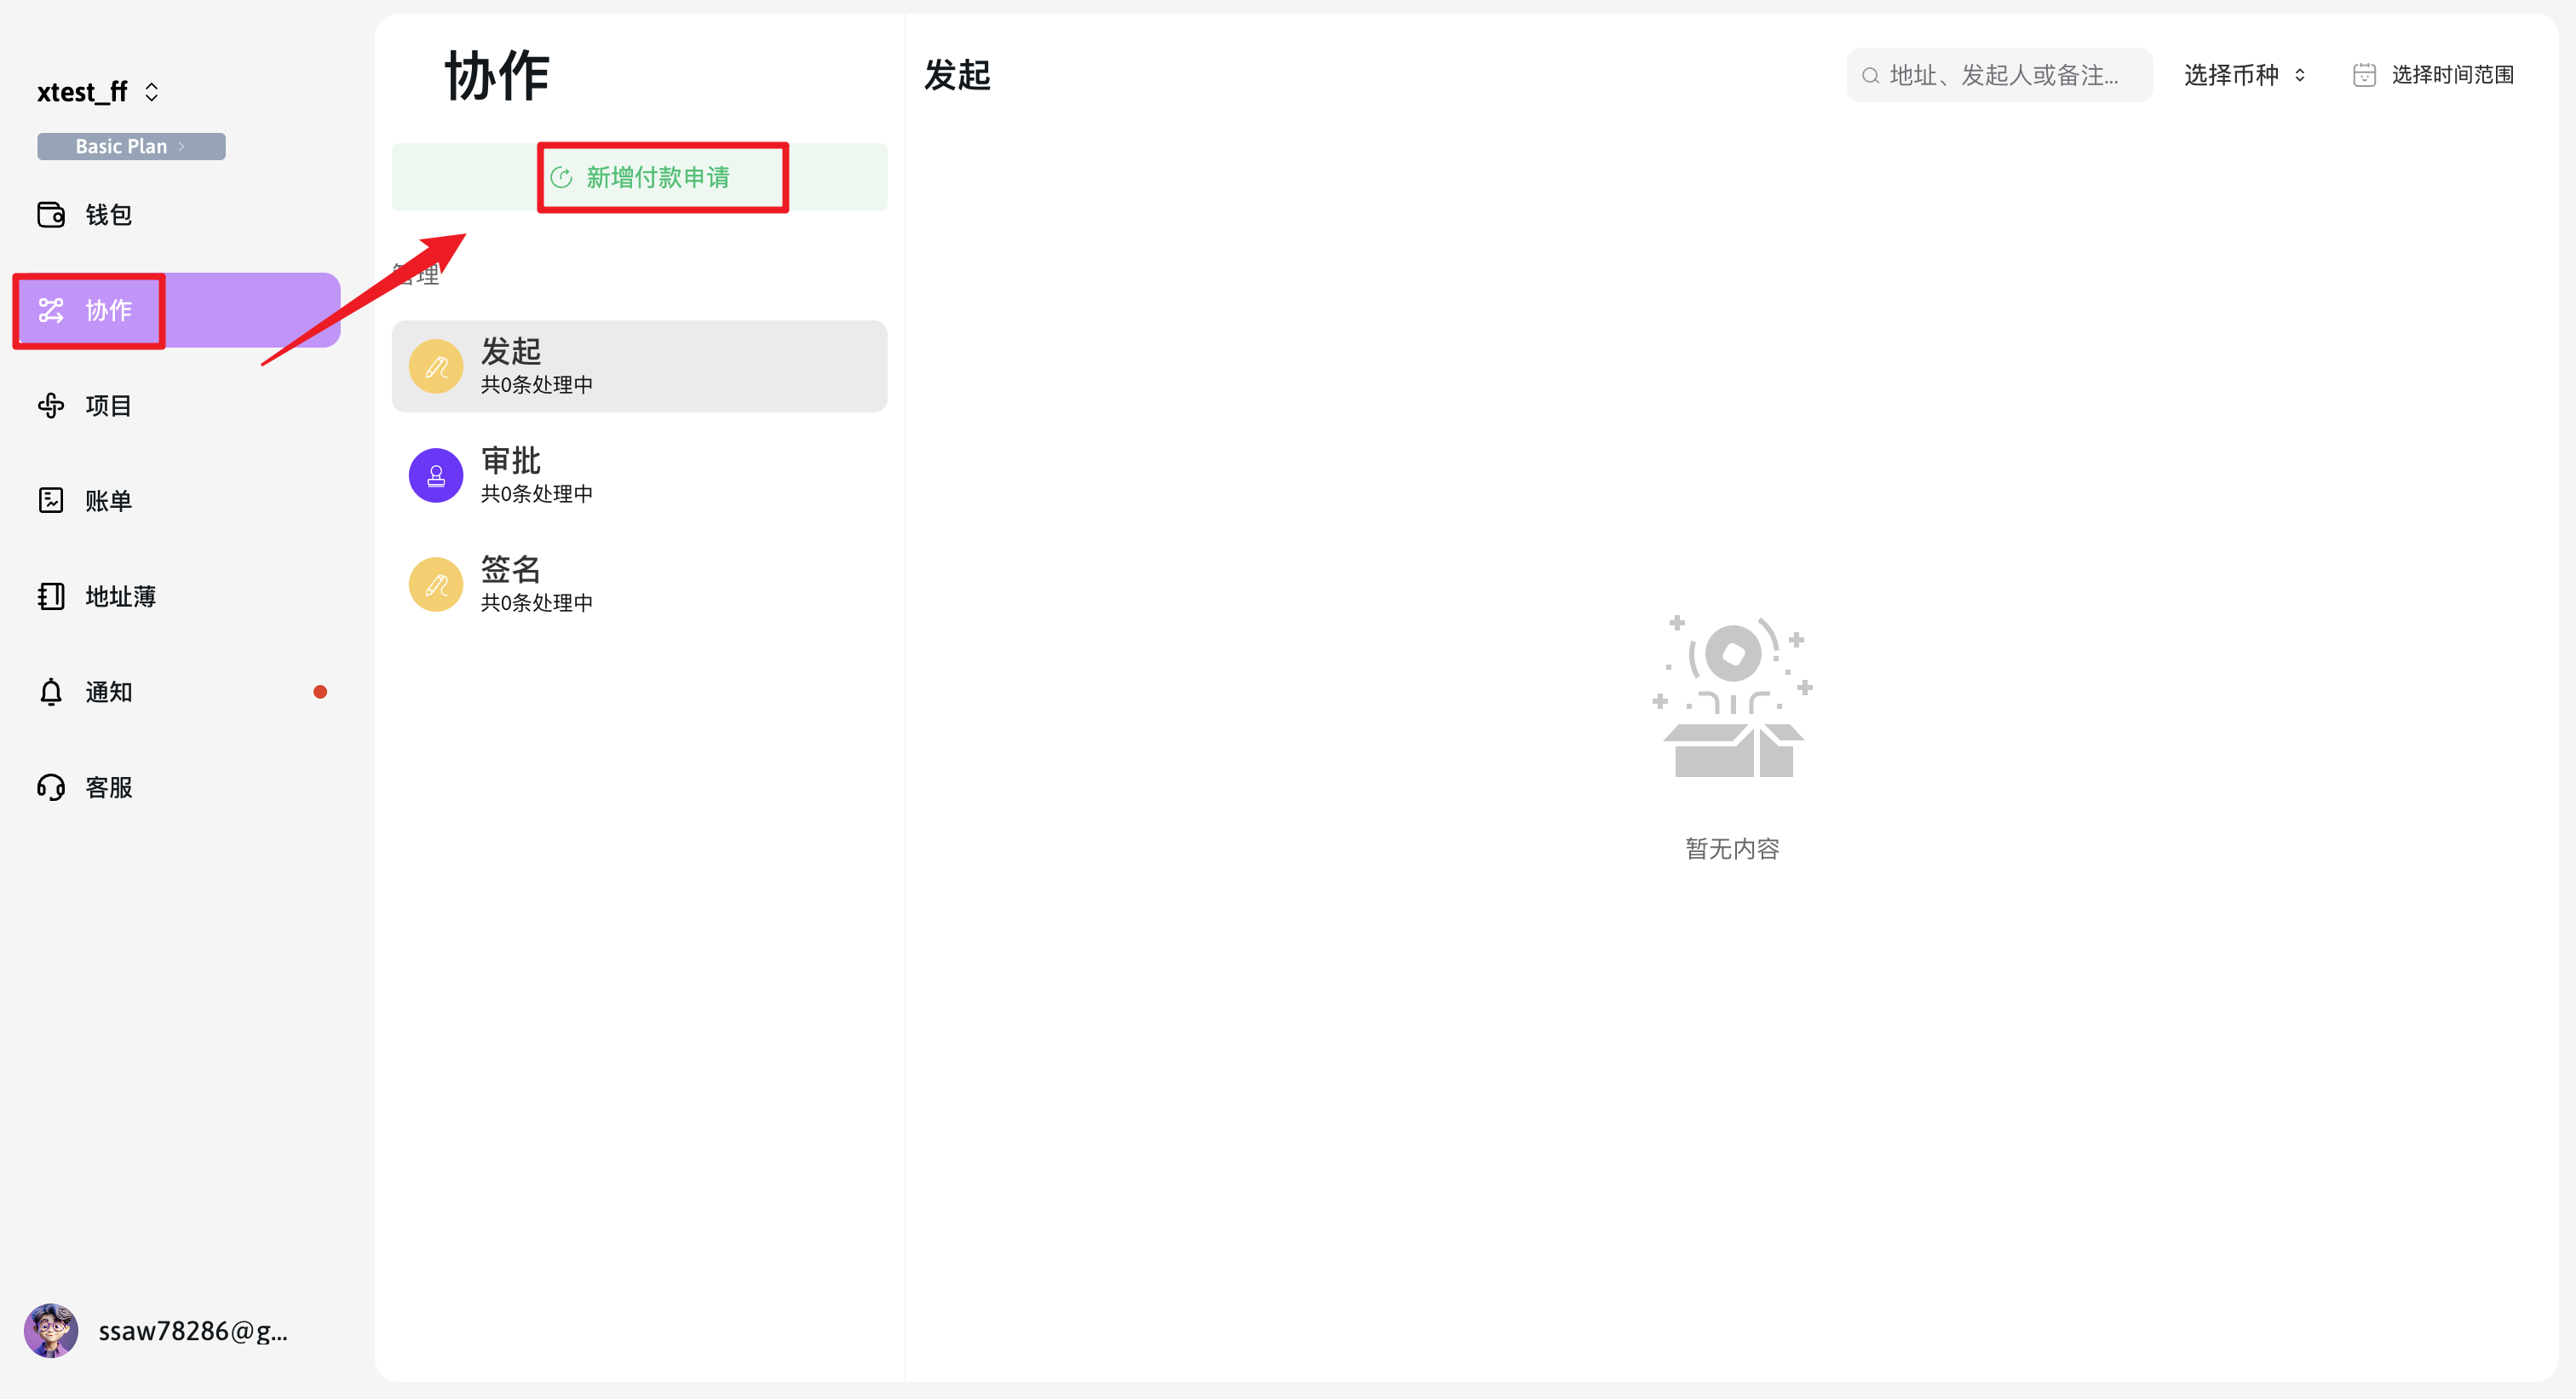 xtest_ff
Basic Plan
钱包
协作
项目
账单
地址薄
通知
客服
ssaw78286@g...
协作
新增付款申请
管理
发起
共0条处理中
审批
共0条处理中
签名
共0条处理中
发起
地址、发起人或备注...
选择币种
选择时间范围
暂无内容